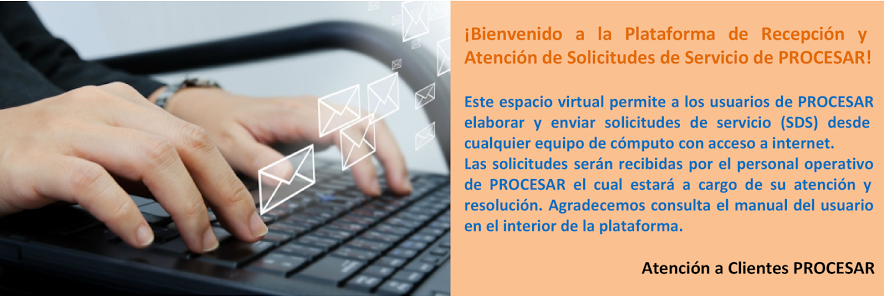 ¡Bienvenido a la Plataforma de Recepción y
Atención de Solicitudes de Servicio de PROCESAR!
Este espacio virtual permite a los usuarios de PROCESAR
elaborar y enviar solicitudes de servicio (SDS) desde
cualquier equipo de cómputo con acceso a internet.
Las solicitudes serán recibidas por el personal operativo
de PROCESAR el cual estará a cargo de su atención y
resolución. Agradecemos consulta el manual del usuario
en el interior de la plataforma.
Atención a Clientes PROCESAR